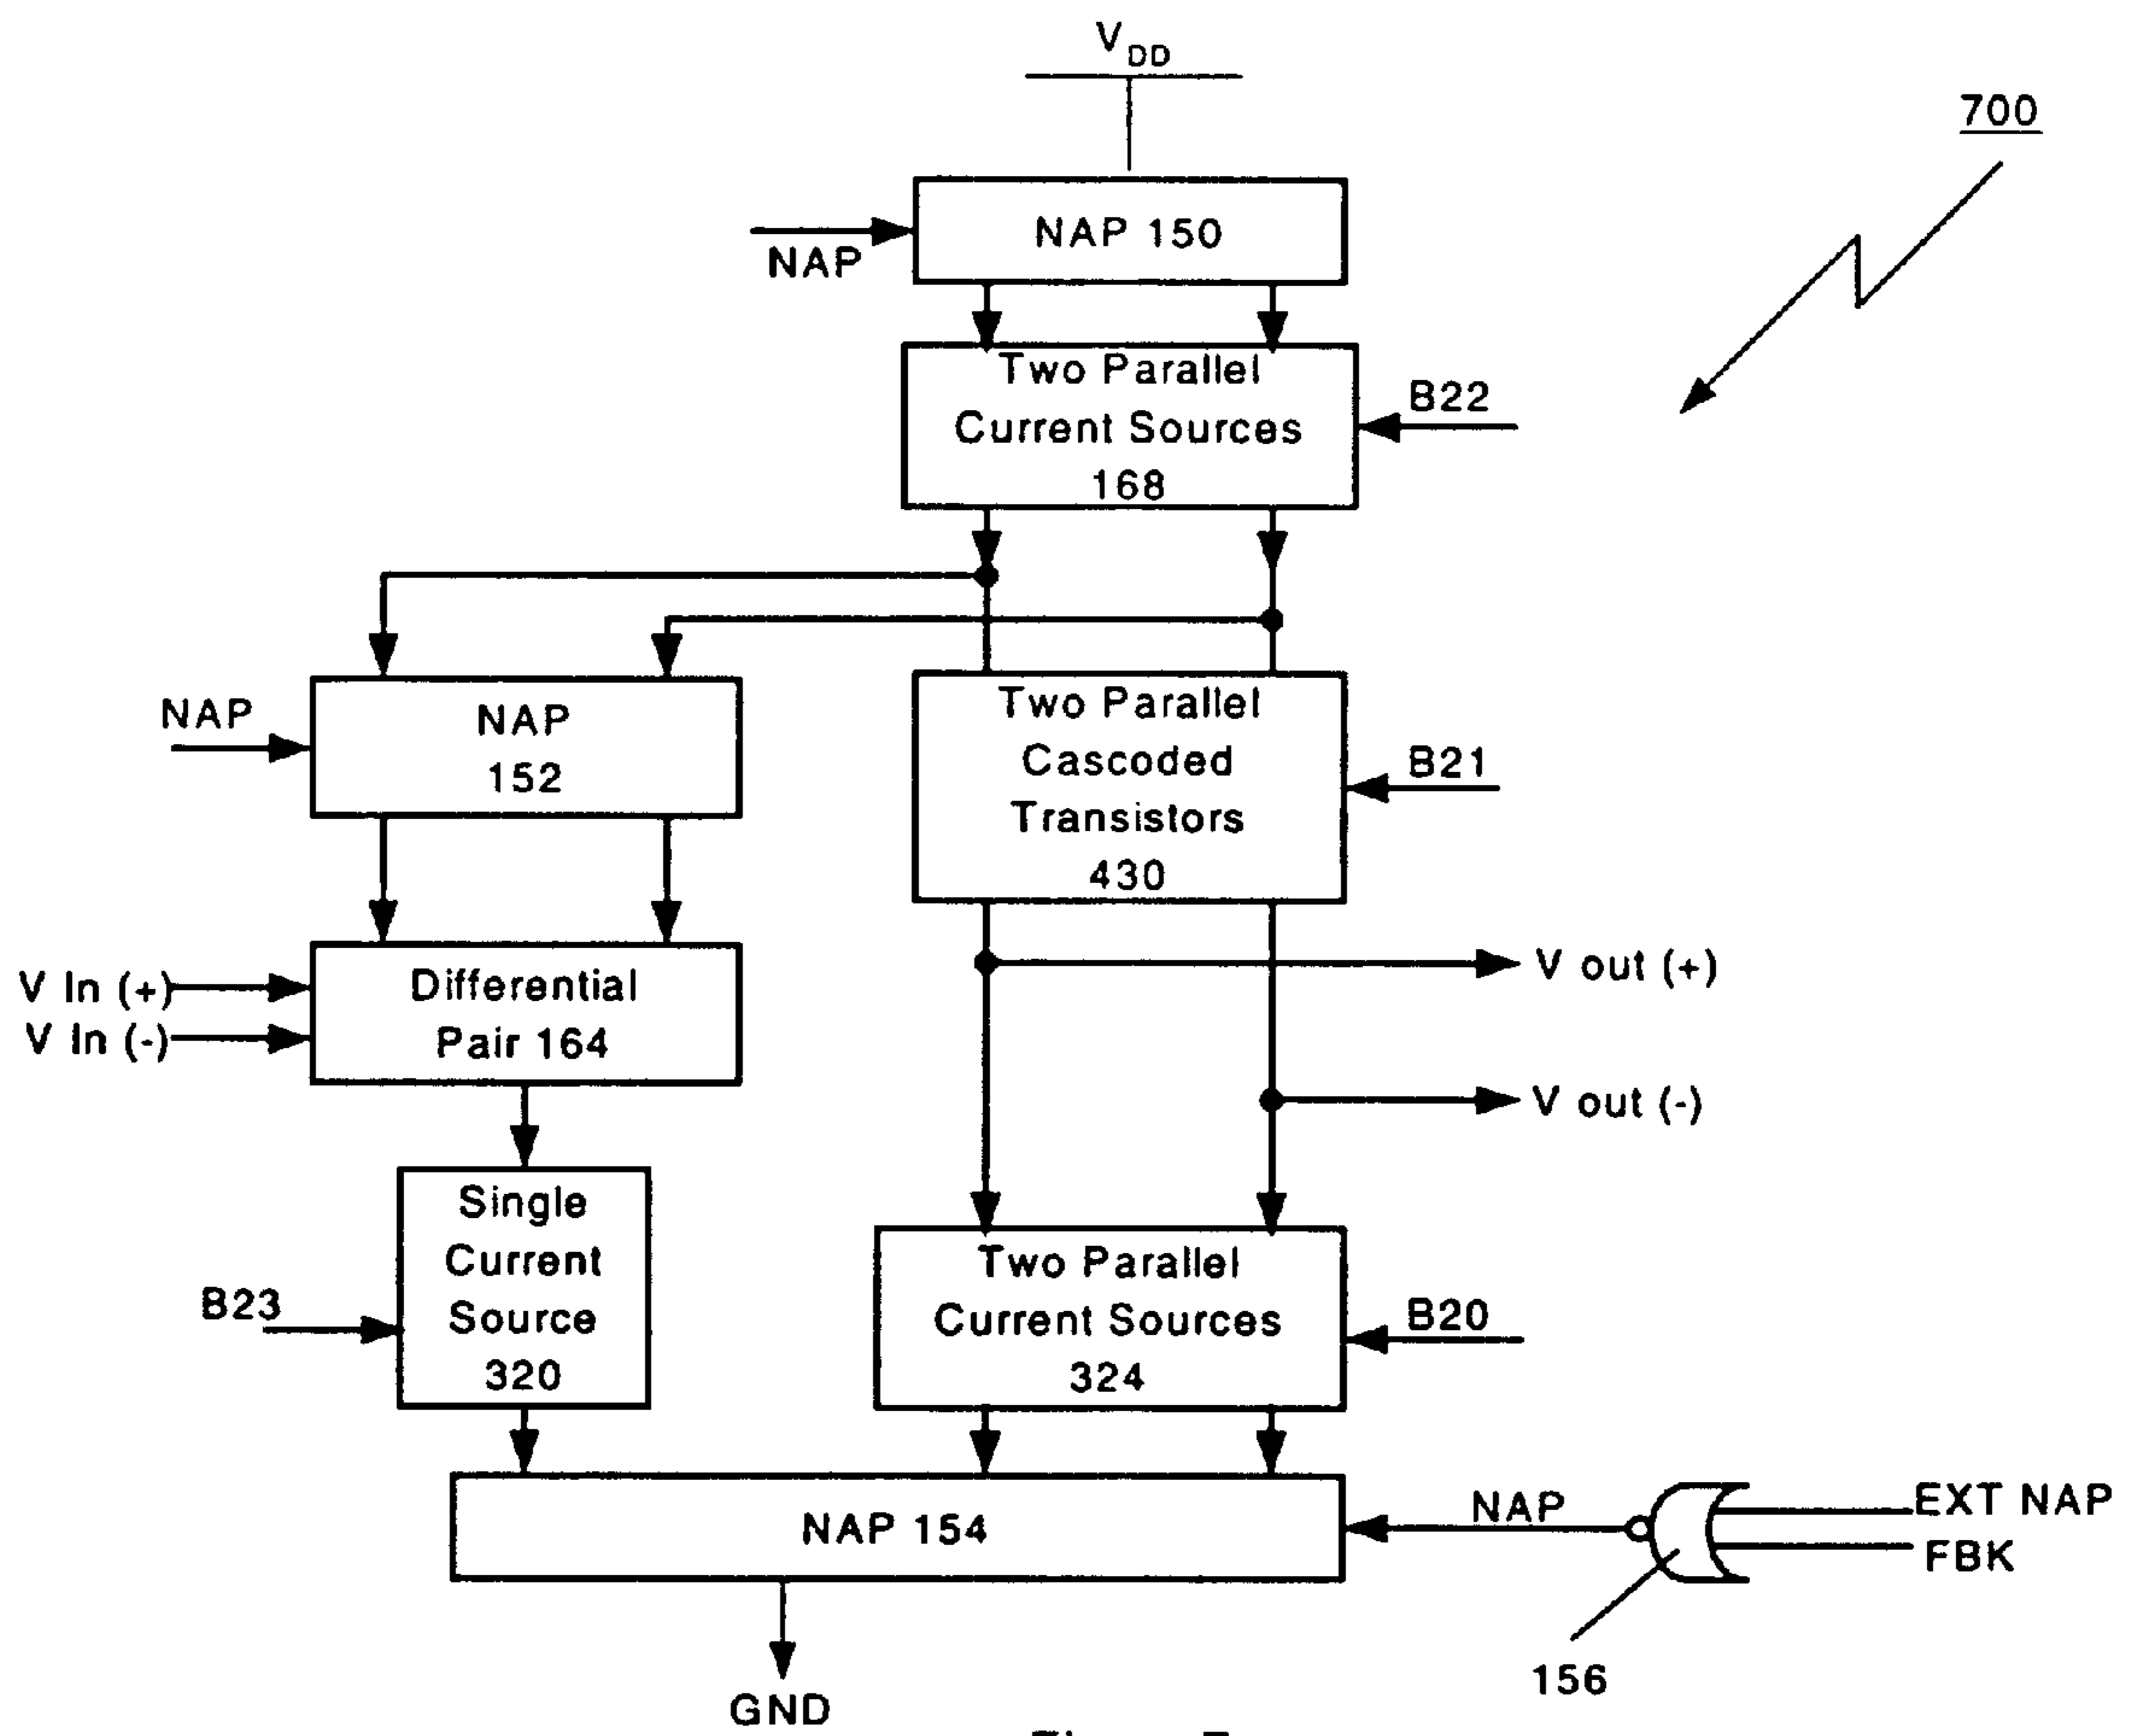 VDD
700
NAP 150
NAP
Two Parallel
Current Sources
168
B22
NAP
NAP
152
Two Parallel
Cascoded
Transistors
430
B21
V In (+)
V In (-)
Differential
Pair 164
V out (+)
V out (-)
Single
Current
Source
320
B23
Two Parallel
Current Sources
324
B20
NAP 154
NAP
EXT NAP
FBK
156
GND